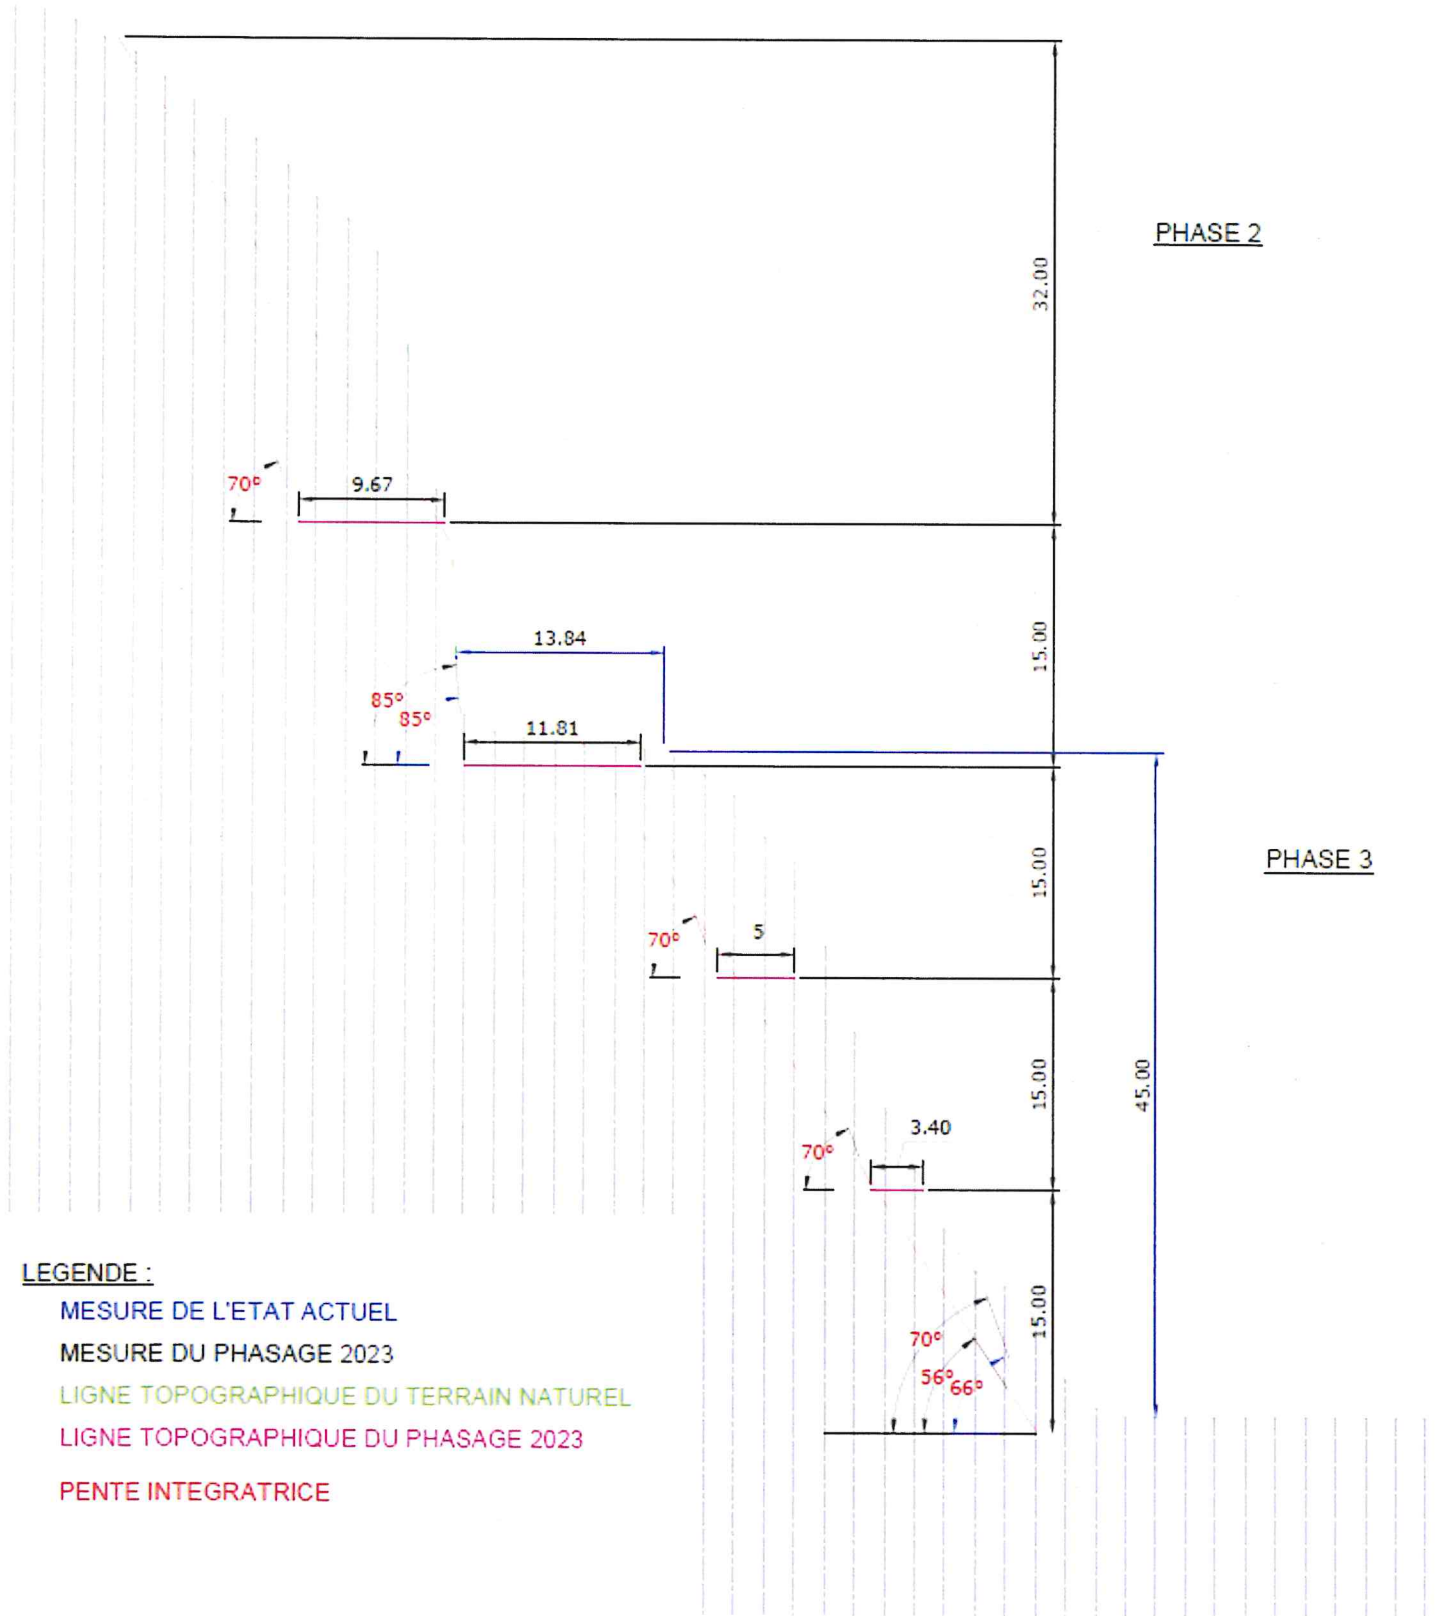 PHASE 2
32.00
70°
9.67
15.00
13.84
85°
85°
11.81
15.00
PHASE 3
70°
5
15.00
45.00
3.40
70°
15.00
70°
56°
66°
LEGENDE :
MESURE DE L'ETAT ACTUEL
MESURE DU PHASAGE 2023
LIGNE TOPOGRAPHIQUE DU TERRAIN NATUREL
LIGNE TOPOGRAPHIQUE DU PHASAGE 2023
PENTE INTEGRATRICE